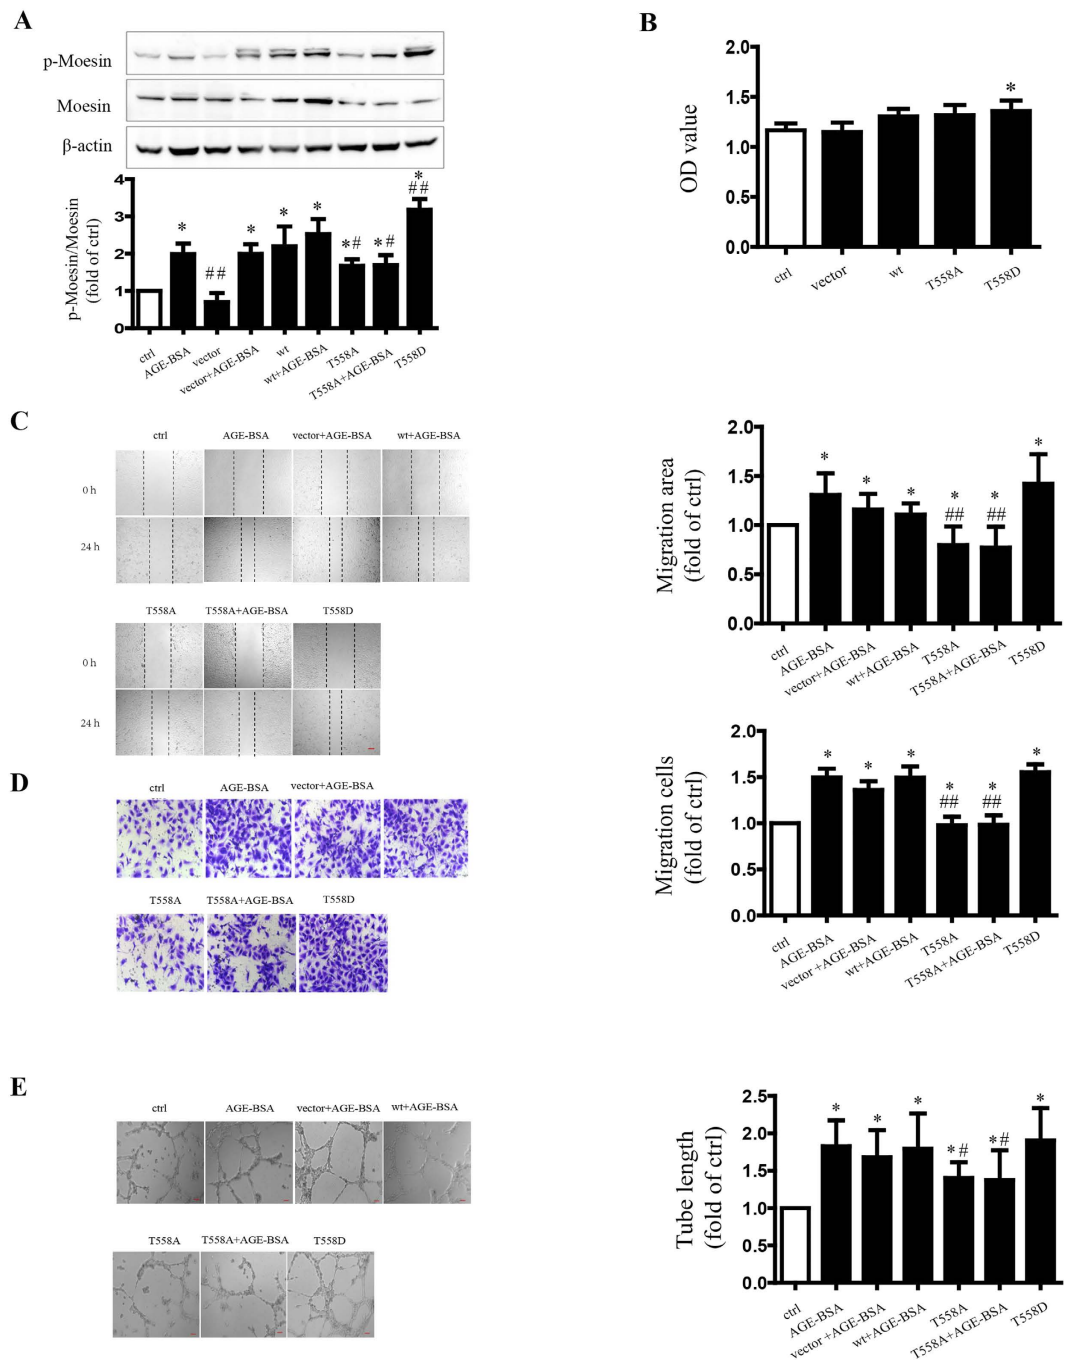 A
p-Moesin
Moesin
β-actin
p-Moesin/Moesin
(fold of ctrl)
4
3
2
1
0
*
##
*
*
*
*#
*#
*
##
ctrl
AGE-BSA
vector
vector+AGE-BSA
wt
wt+AGE-BSA
T558A
T558A+AGE-BSA
T558D
B
OD value
2.0
1.5
1.0
0.5
0.0
*
ctrl
vector
wt
T558A
T558D
C
ctrl
AGE-BSA
vector+AGE-BSA
wt+AGE-BSA
0 h
24 h
T558A
T558A+AGE-BSA
T558D
0 h
24 h
Migration area
(fold of ctrl)
2.0
1.5
1.0
0.5
0.0
*
*
*
*
##
*
##
*
ctrl
AGE-BSA
vector+AGE-BSA
wt+AGE-BSA
T558A
T558A+AGE-BSA
T558D
D
ctrl
AGE-BSA
vector+AGE-BSA
T558A
T558A+AGE-BSA
T558D
Migration cells
(fold of ctrl)
2.0
1.5
1.0
0.5
0.0
*
*
*
*
##
*
##
*
ctrl
AGE-BSA
vector +AGE-BSA
wt+AGE-BSA
T558A
T558A+AGE-BSA
T558D
E
ctrl
AGE-BSA
vector+AGE-BSA
wt+AGE-BSA
T558A
T558A+AGE-BSA
T558D
Tube length
(fold of ctrl)
2.5
2.0
1.5
1.0
0.5
0.0
*
*
*
*#
*#
*
ctrl
AGE-BSA
vector +AGE-BSA
wt+AGE-BSA
T558A
T558A+AGE-BSA
T558D